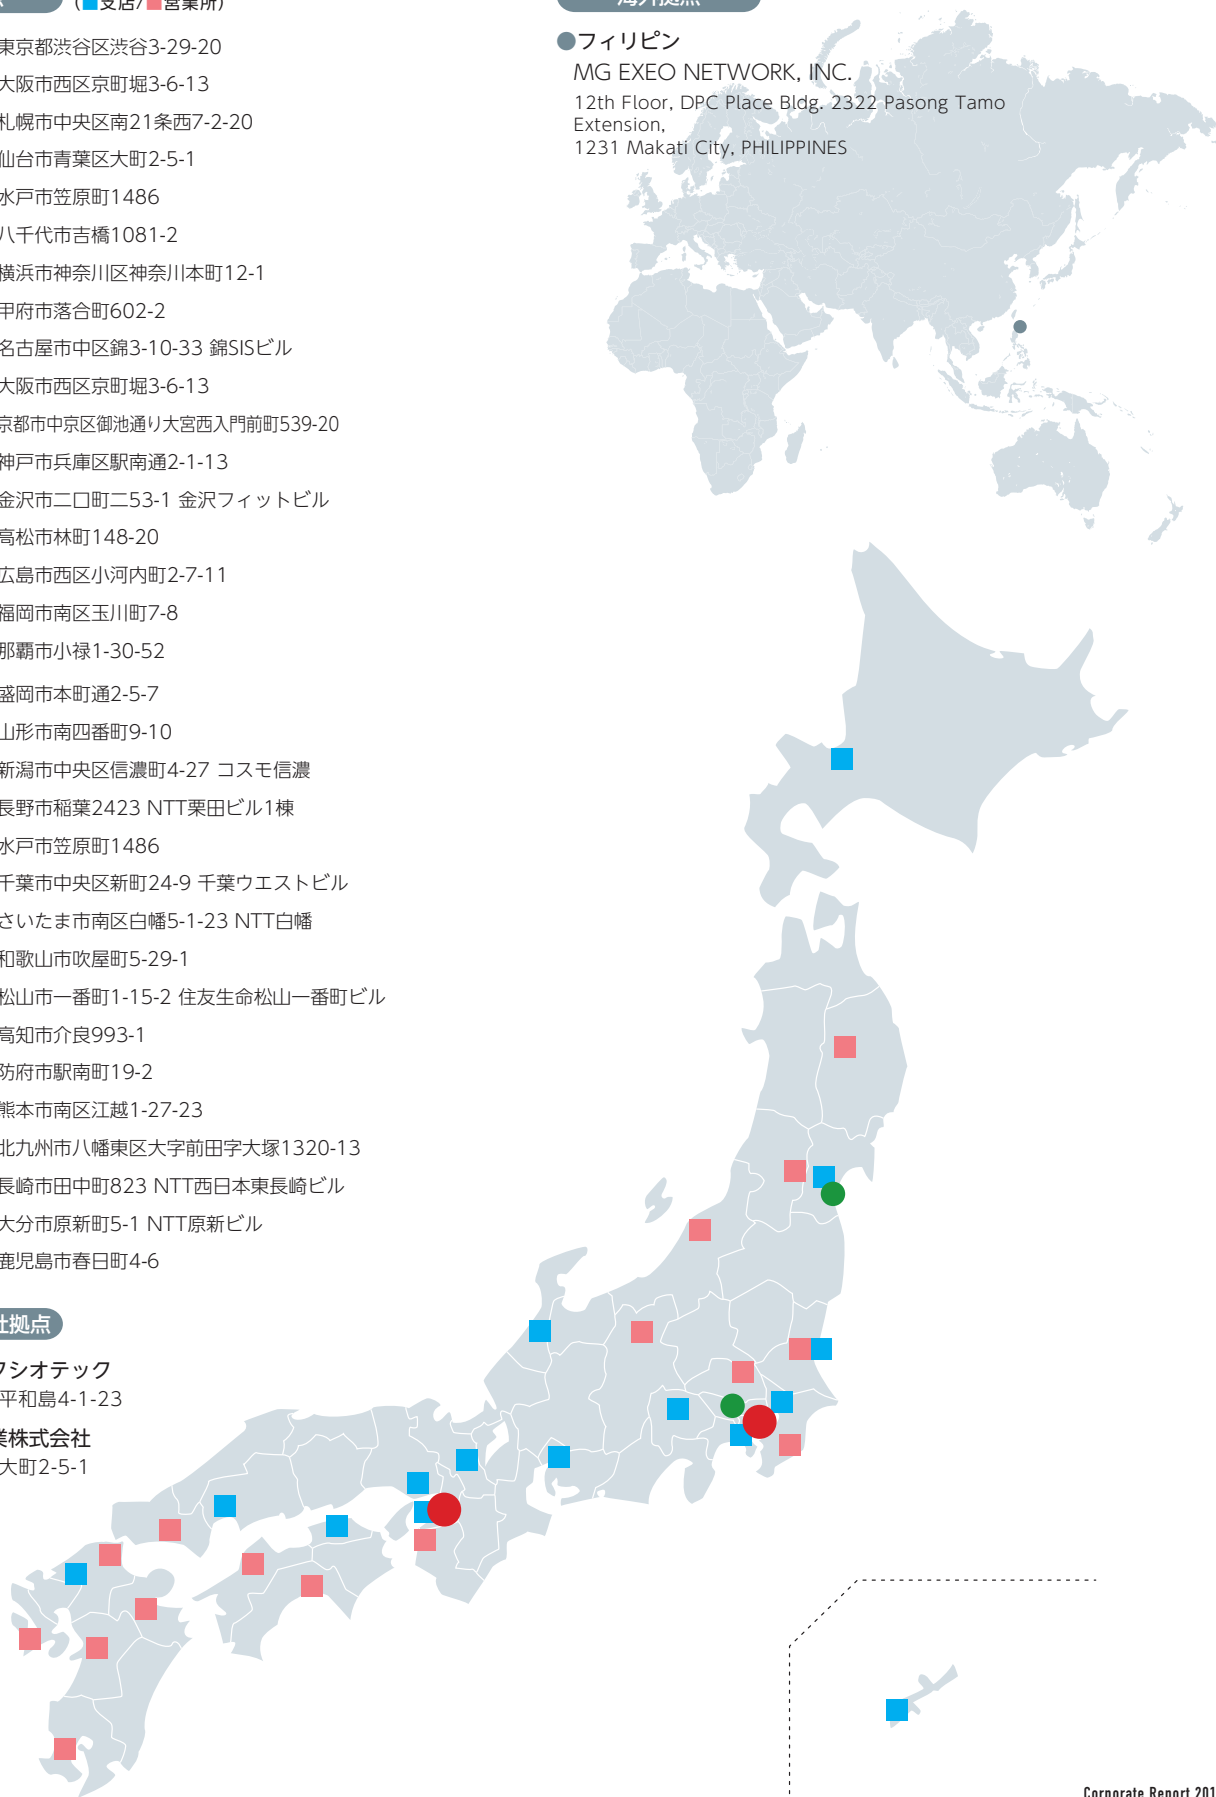 (■支店/■営業所)
東京都渋谷区渋谷3-29-20
大阪市西区京町堀3-6-13
札幌市中央区南21条西7-2-20
仙台市青葉区大町2-5-1
水戸市笠原町1486
八千代市吉橋1081-2
横浜市神奈川区神奈川本町12-1
甲府市落合町602-2
名古屋市中区錦3-10-33 錦SISビル
大阪市西区京町堀3-6-13
京都市中京区御池通り大宮西入門前町539-20
神戸市兵庫区駅南通2-1-13
金沢市二口町二53-1 金沢フィットビル
高松市林町148-20
広島市西区小河内町2-7-11
福岡市南区玉川町7-8
那覇市小禄1-30-52
盛岡市本町通2-5-7
山形市南四番町9-10
新潟市中央区信濃町4-27 コスモ信濃
長野市稲葉2423 NTT栗田ビル1棟
水戸市笠原町1486
千葉市中央区新町24-9 千葉ウエストビル
さいたま市南区白幡5-1-23 NTT白幡
和歌山市吹屋町5-29-1
松山市一番町1-15-2 住友生命松山一番町ビル
高知市介良993-1
防府市駅南町19-2
熊本市南区江越1-27-23
北九州市八幡東区大字前田字大塚1320-13
長崎市田中町823 NTT西日本東長崎ビル
大分市原新町5-1 NTT原新ビル
鹿児島市春日町4-6
社拠点
クシオテック
平和島4-1-23
業株式会社
大町2-5-1
海外拠点
●フィリピン
MG EXEO NETWORK, INC.
12th Floor, DPC Place Bldg. 2322 Pasong Tamo
Extension,
1231 Makati City, PHILIPPINES
Corporate Report 201